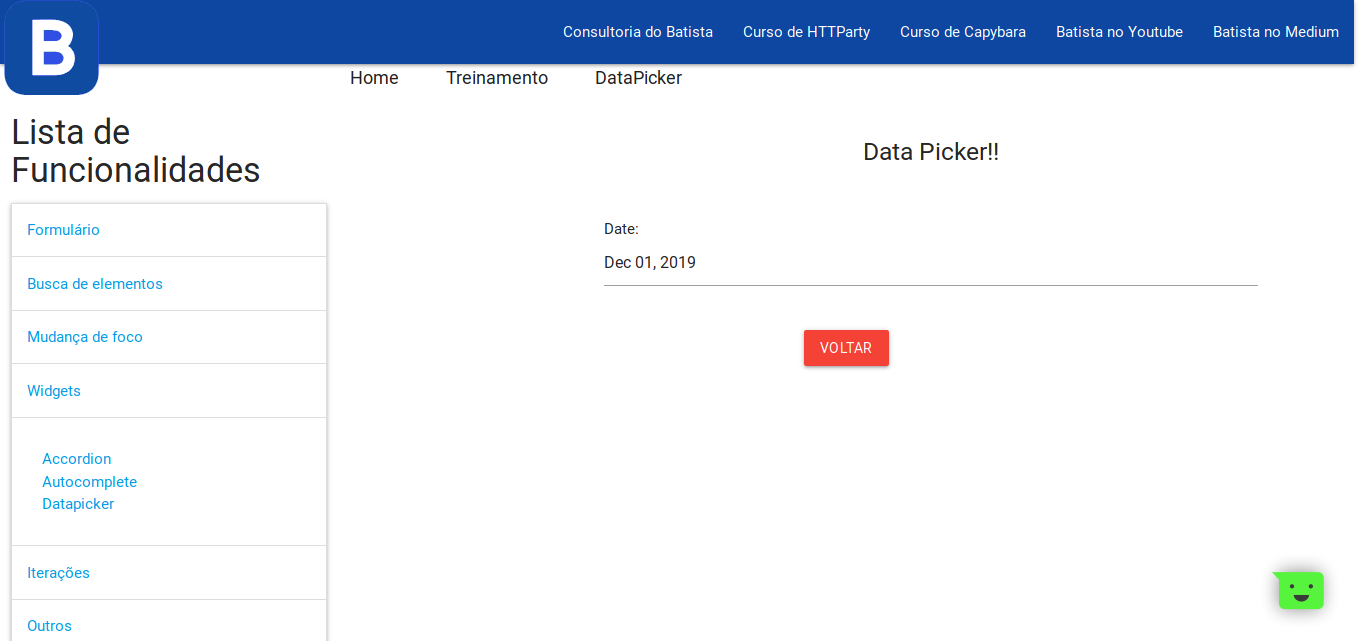 B
Consultoria do Batista
Curso de HTTParty
Curso de Capybara
Batista no Youtube
Batista no Medium
Home
Treinamento
DataPicker
Lista de
Funcionalidades
Formulário
Busca de elementos
Mudança de foco
Widgets
Accordion
Autocomplete
Datapicker
Iterações
Outros
Data Picker!!
Date:
Dec 01, 2019
VOLTAR